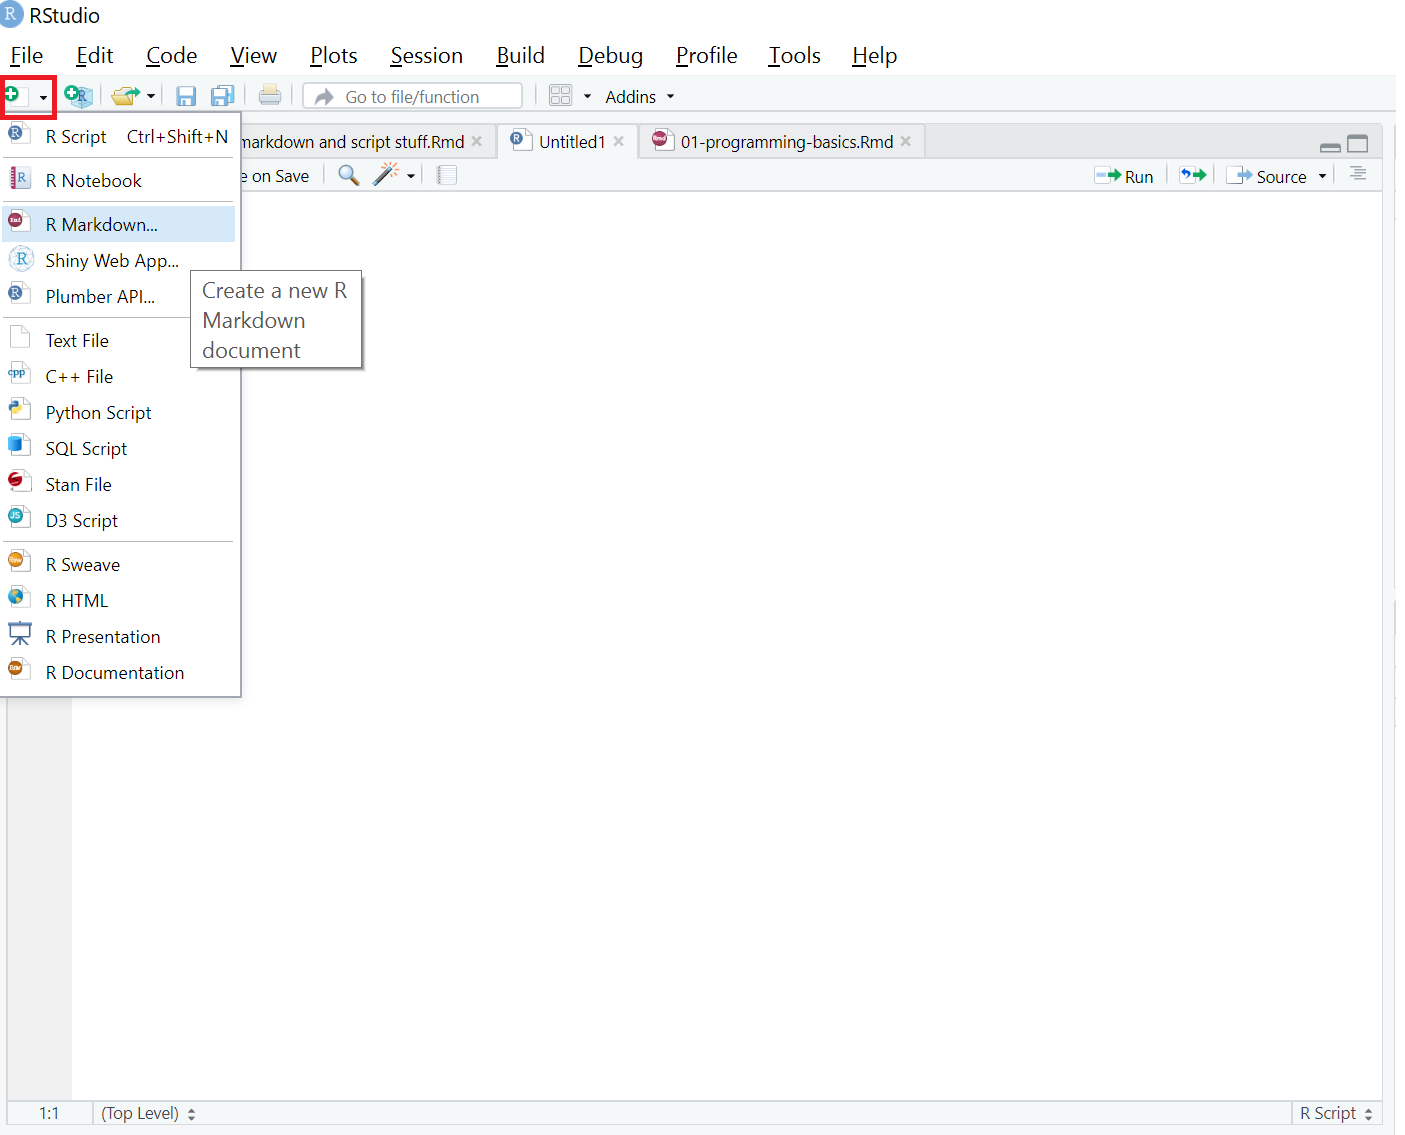 RStudio
File Edit Code View Plots Session Build Debug Profile Tools Help
Go to file/function Addins
R Script Ctrl+Shift+N
markdown and script stuff.Rmd Untitled1 01-programming-basics.Rmd
R Notebook
e on Save Run Source
R Markdown...
Shiny Web App...
Plumber API...
Create a new R
Markdown
document
Text File
C++ File
Python Script
SQL Script
Stan File
D3 Script
R Sweave
R HTML
R Presentation
R Documentation
1:1 (Top Level) R Script